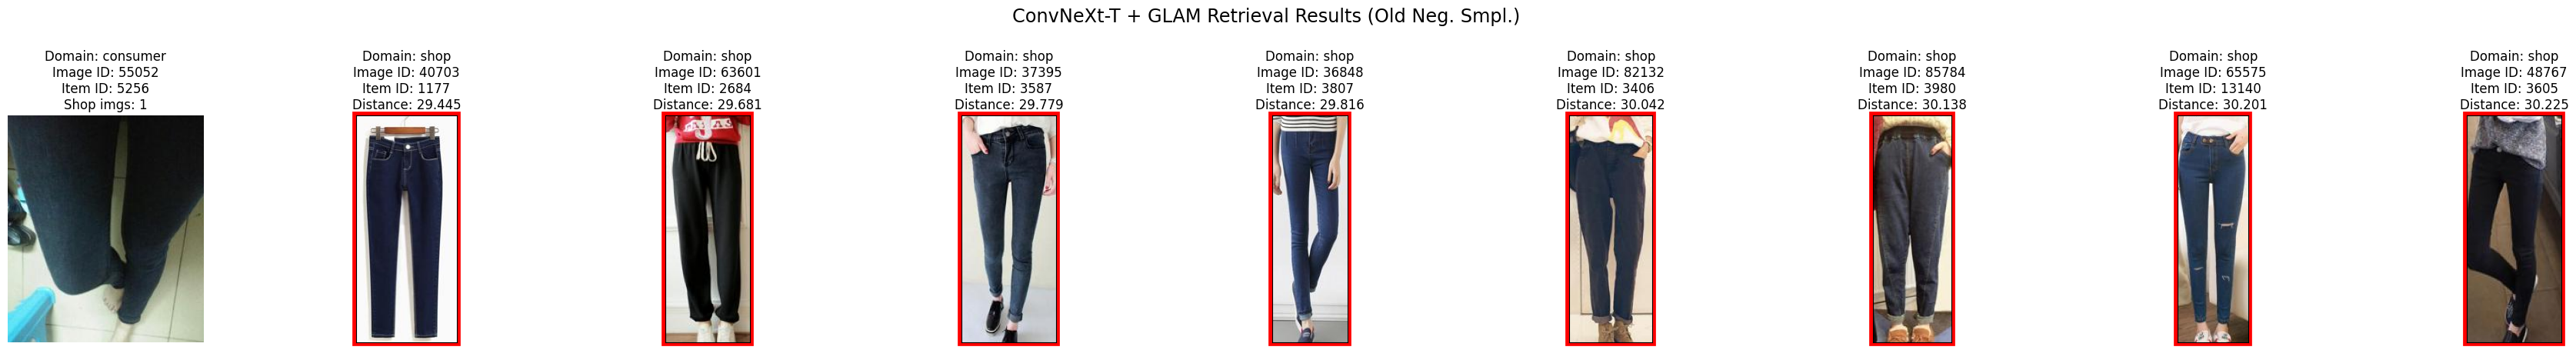 ConvNeXt-T + GLAM Retrieval Results (Old Neg. Smpl.)
Domain: consumer
Image ID: 55052
Item ID: 5256
Shop imgs: 1
Domain: shop
Image ID: 40703
Item ID: 1177
Distance: 29.445
Domain: shop
Image ID: 63601
Item ID: 2684
Distance: 29.681
Domain: shop
Image ID: 37395
Item ID: 3587
Distance: 29.779
Domain: shop
Image ID: 36848
Item ID: 3807
Distance: 29.816
Domain: shop
Image ID: 82132
Item ID: 3406
Distance: 30.042
Domain: shop
Image ID: 85784
Item ID: 3980
Distance: 30.138
Domain: shop
Image ID: 65575
Item ID: 13140
Distance: 30.201
Domain: shop
Image ID: 48767
Item ID: 3605
Distance: 30.225